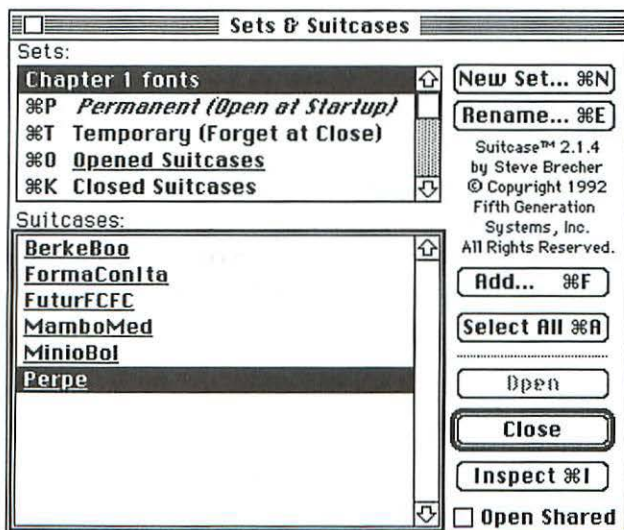 Sets & Suitcases
Sets:
Chapter 1 fonts
⌘P Permanent (Open at Startup)
⌘T Temporary (Forget at Close)
⌘O Opened Suitcases
⌘K Closed Suitcases
New Set... ⌘N
Rename... ⌘E
Suitcase™ 2.1.4
by Steve Brecher
© Copyright 1992
Fifth Generation
Systems, Inc.
All Rights Reserved.
Suitcases:
BerkeBoo
FormaConIta
FuturFCFC
MamboMed
MinioBol
Perpe
Add... ⌘F
Select All ⌘A
Open
Close
Inspect ⌘I
Open Shared